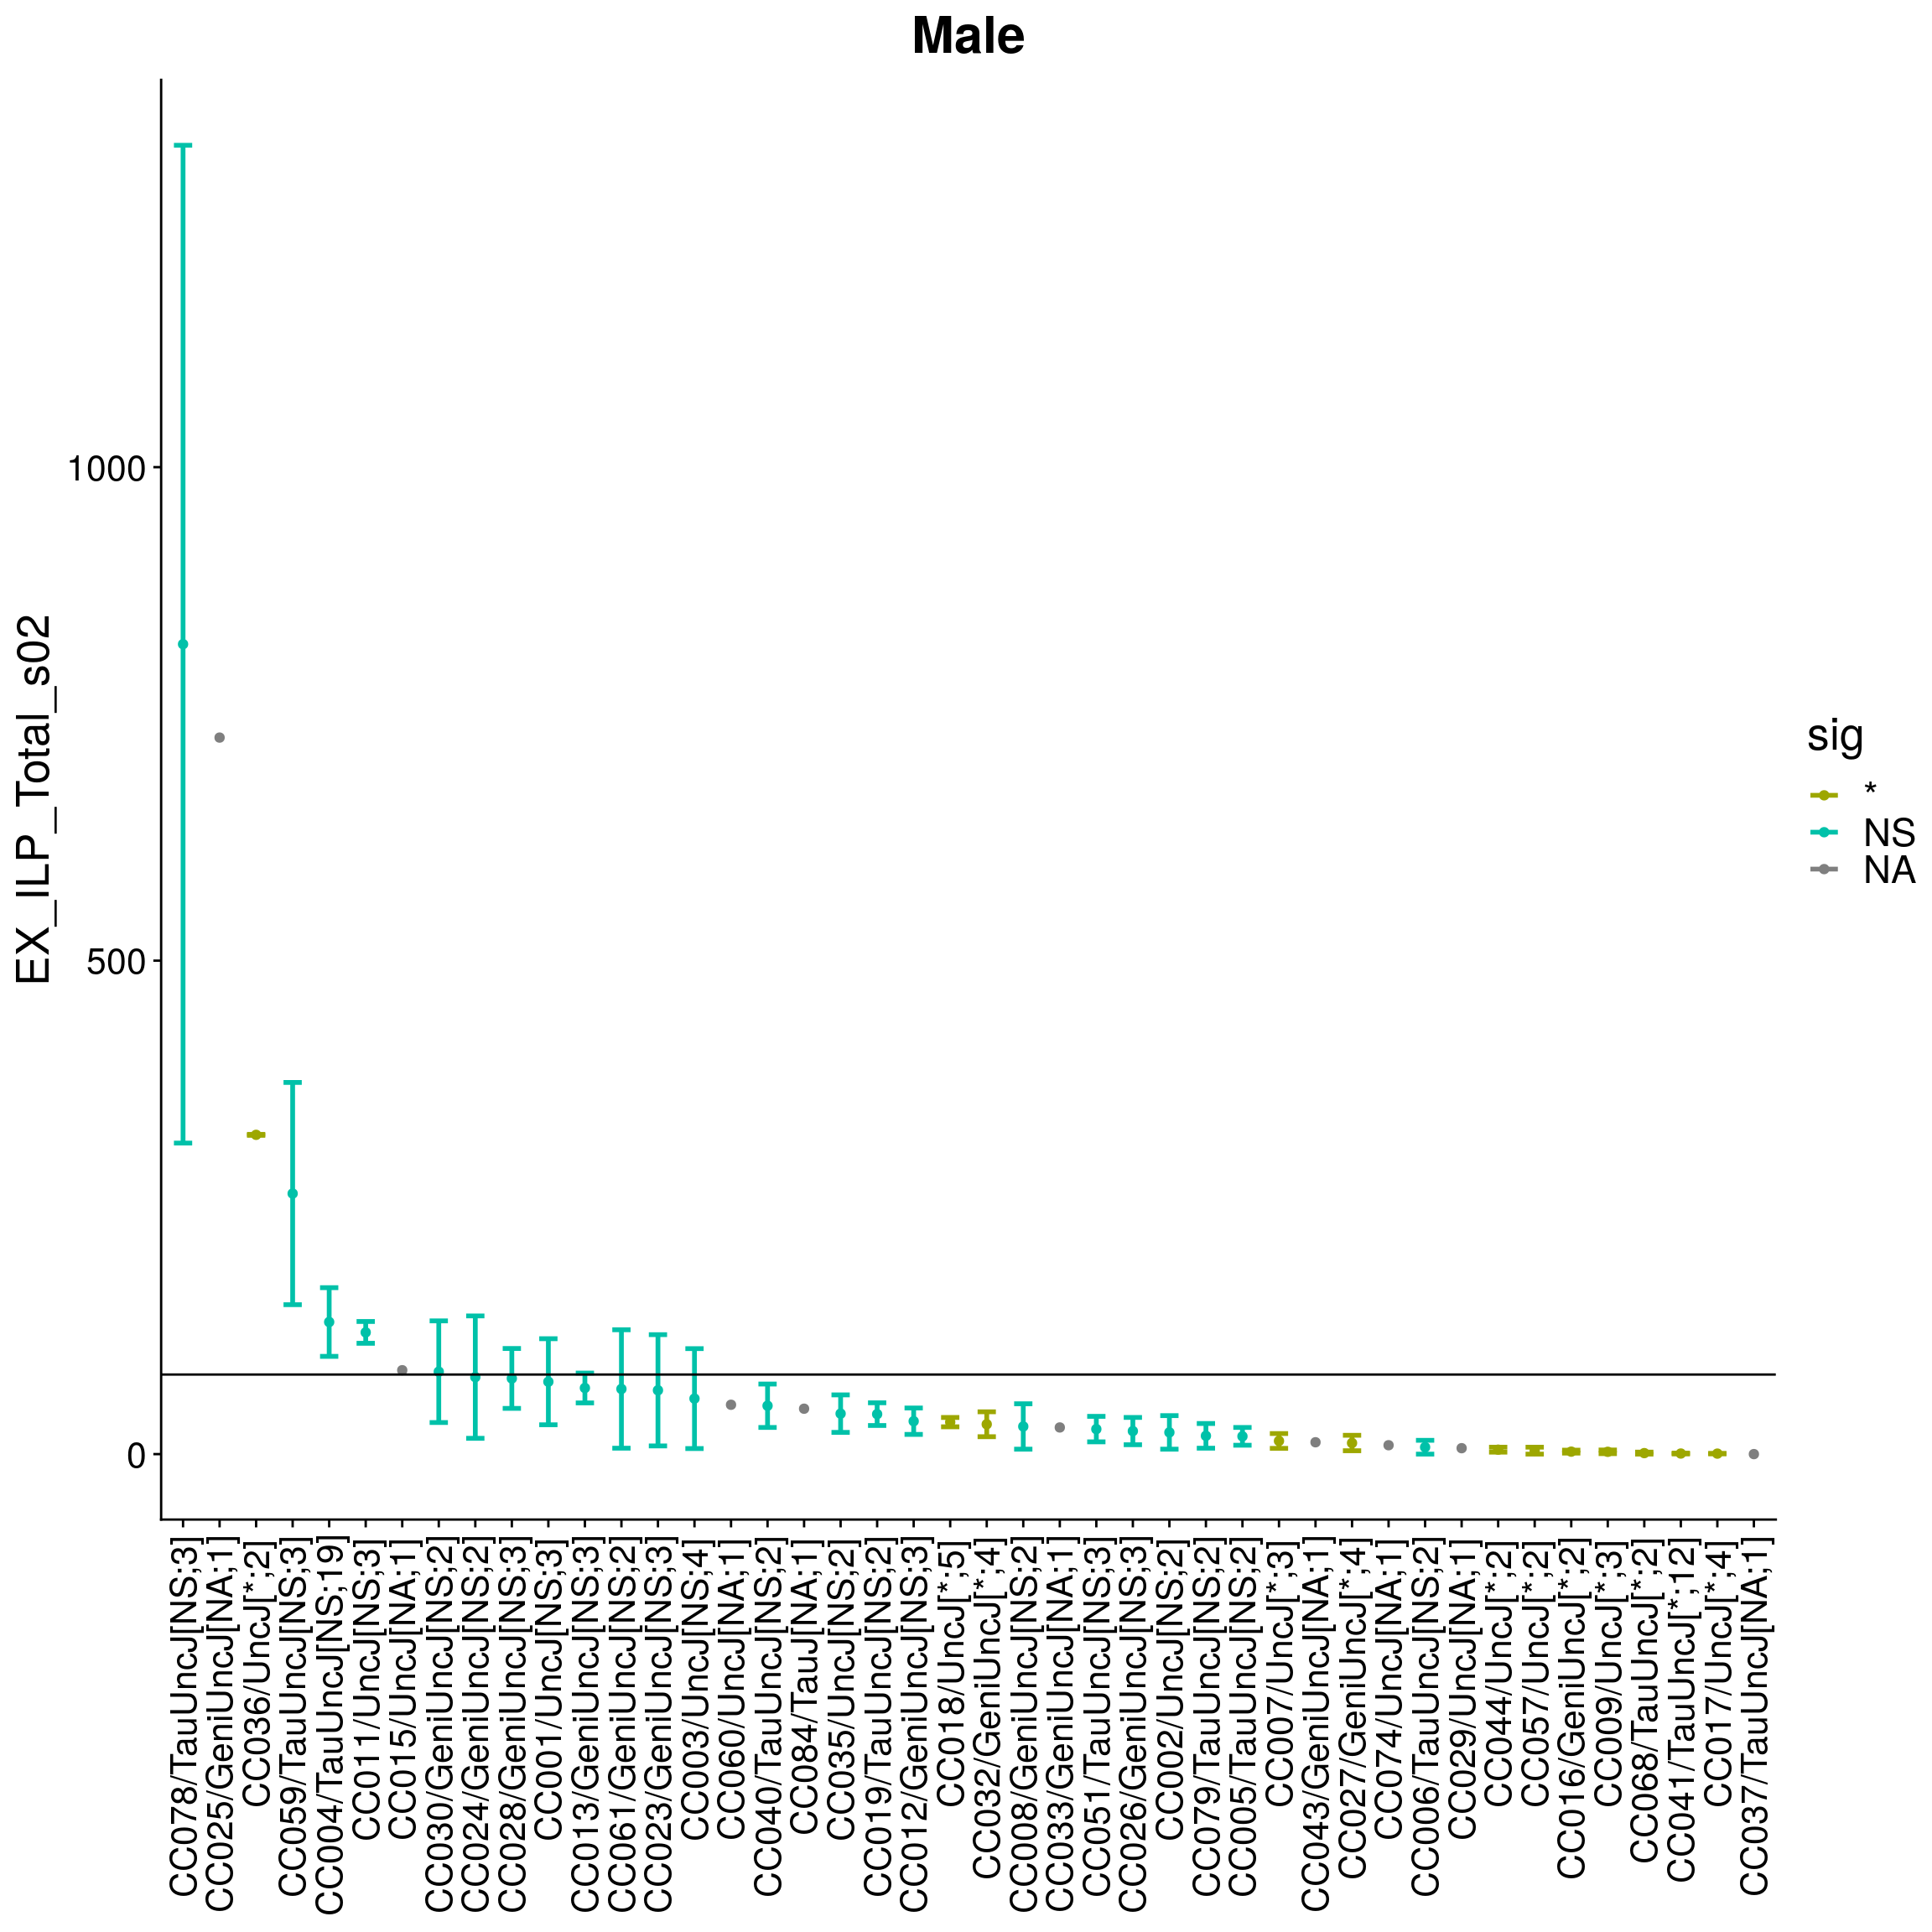 Male
EX_ILP_Total_s02
1000
500
0
CC078/TauUncJ[NS;3]
CC025/GeniUncJ[NA;1]
CC036/UncJ[*;2]
CC059/TauUncJ[NS;3]
CC004/TauUncJ[NS;19]
CC011/UncJ[NS;3]
CC015/UncJ[NA;1]
CC030/GeniUncJ[NS;2]
CC024/GeniUncJ[NS;2]
CC028/GeniUncJ[NS;3]
CC001/UncJ[NS;3]
CC013/GeniUncJ[NS;3]
CC061/GeniUncJ[NS;2]
CC023/GeniUncJ[NS;3]
CC003/UncJ[NS;4]
CC060/UncJ[NA;1]
CC040/TauUncJ[NS;2]
CC084/TauJ[NA;1]
CC035/UncJ[NS;2]
CC019/TauUncJ[NS;2]
CC012/GeniUncJ[NS;3]
CC018/UncJ[*;5]
CC032/GeniUncJ[*;4]
CC008/GeniUncJ[NS;2]
CC033/GeniUncJ[NA;1]
CC051/TauUncJ[NS;3]
CC026/GeniUncJ[NS;3]
CC002/UncJ[NS;2]
CC079/TauUncJ[NS;2]
CC005/TauUncJ[NS;2]
CC007/UncJ[*;3]
CC043/GeniUncJ[NA;1]
CC027/GeniUncJ[*;4]
CC074/UncJ[NA;1]
CC006/TauUncJ[NS;2]
CC029/UncJ[NA;1]
CC044/UncJ[*;2]
CC057/UncJ[*;2]
CC016/GeniUncJ[*;2]
CC009/UncJ[*;3]
CC068/TauUncJ[*;2]
CC041/TauUncJ[*;12]
CC017/UncJ[*;4]
CC037/TauUncJ[NA;1]
sig
*
NS
NA